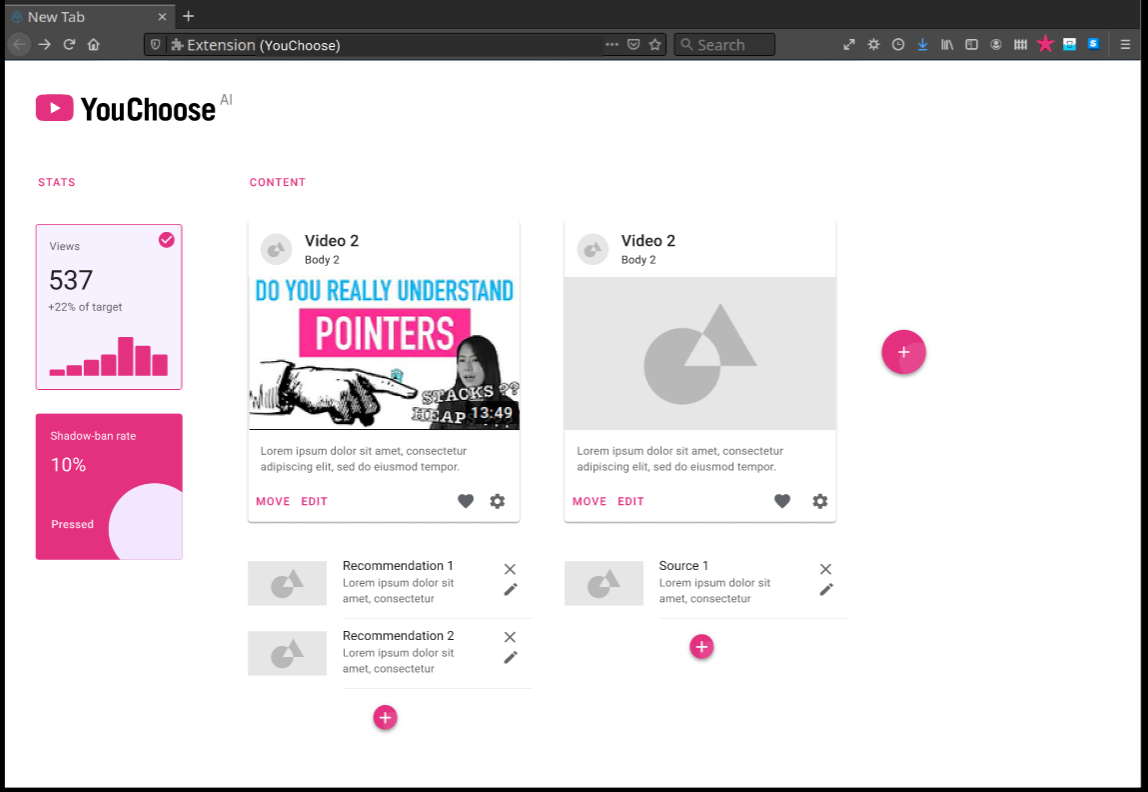 New Tab
Extension (YouChoose)
Search
YouChoose AI
STATS
CONTENT
Views
537
+22% of target
Shadow-ban rate
10%
Pressed
Video 2
Body 2
DO YOU REALLY UNDERSTAND
POINTERS
STACKS ??
HEAP
13:49
Lorem ipsum dolor sit amet, consectetur
adipiscing elit, sed do eiusmod tempor.
MOVE EDIT
Recommendation 1
Lorem ipsum dolor sit
amet, consectetur
Recommendation 2
Lorem ipsum dolor sit
amet, consectetur
Video 2
Body 2
Lorem ipsum dolor sit amet, consectetur
adipiscing elit, sed do eiusmod tempor.
MOVE EDIT
Source 1
Lorem ipsum dolor sit
amet, consectetur